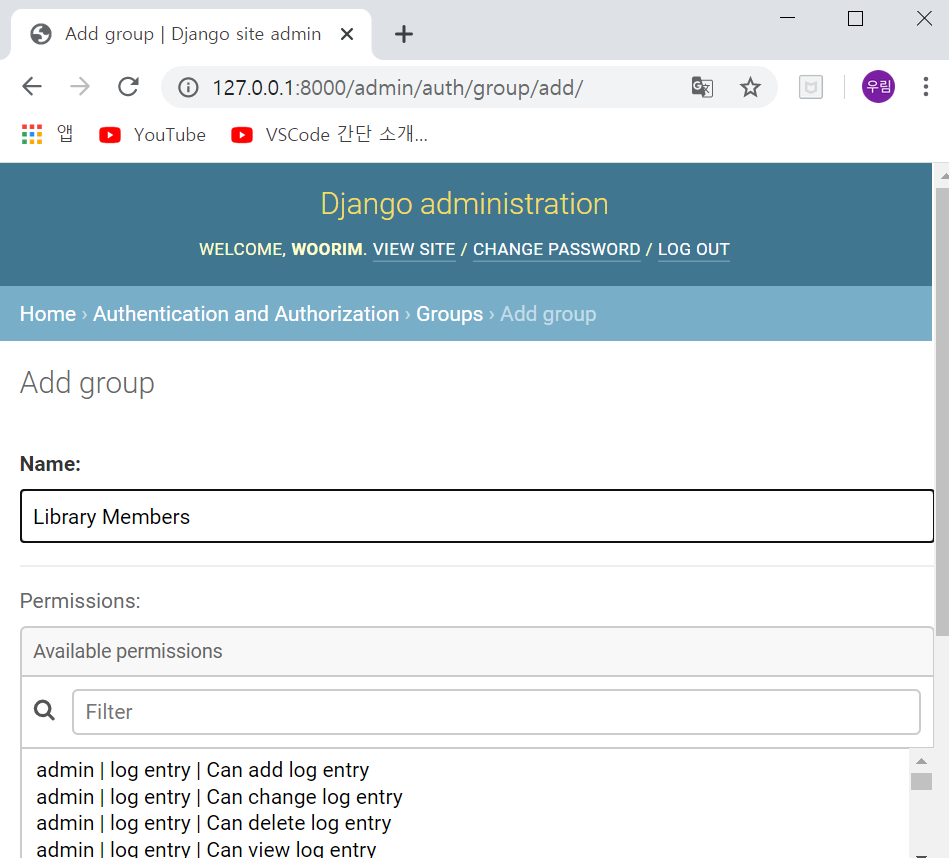 Add group | Django site admin
127.0.0.1:8000/admin/auth/group/add/
우림
앱 YouTube VSCode 간단 소개...
Django administration
WELCOME, WOORIM. VIEW SITE / CHANGE PASSWORD / LOG OUT
Home › Authentication and Authorization › Groups › Add group
Add group
Name:
Library Members
Permissions:
Available permissions
Filter
admin | log entry | Can add log entry
admin | log entry | Can change log entry
admin | log entry | Can delete log entry
admin | log entry | Can view log entry